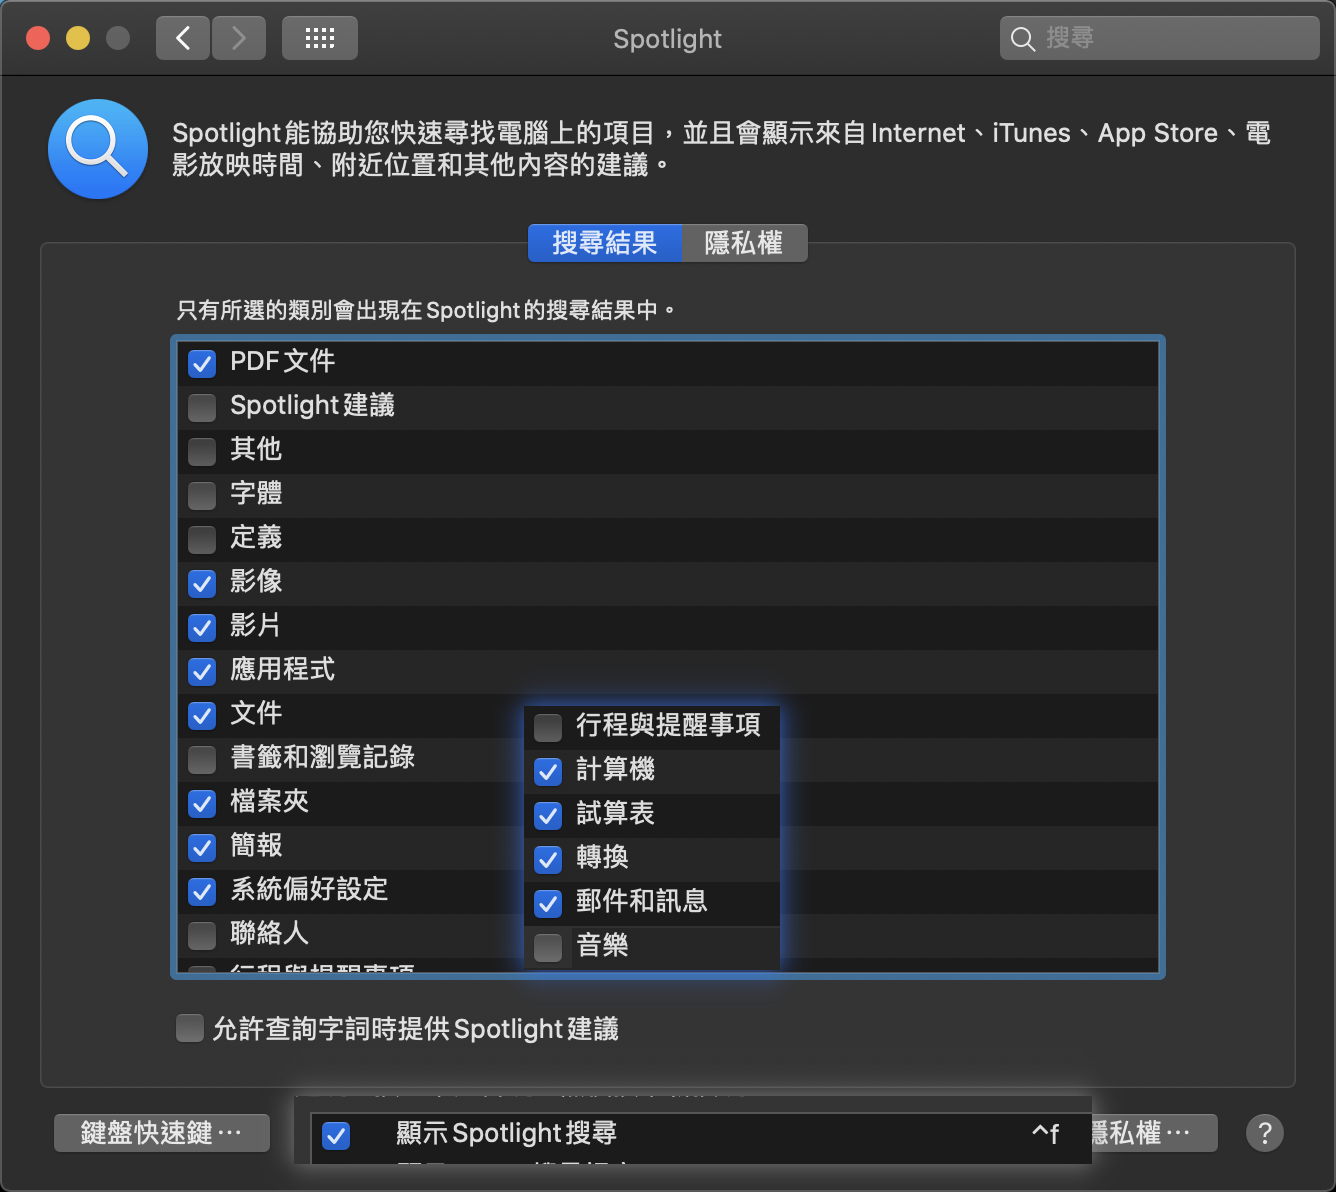 Spotlight
搜尋
Spotlight能協助您快速尋找電腦上的項目，並且會顯示來自Internet、iTunes、App Store、電
影放映時間、附近位置和其他內容的建議。
搜尋結果
隱私權
只有所選的類別會出現在Spotlight的搜尋結果中。
PDF文件
Spotlight建議
其他
字體
定義
影像
影片
應用程式
文件
書籤和瀏覽記錄
檔案夾
簡報
系統偏好設定
聯絡人
行程與提醒事項
行程與提醒事項
計算機
試算表
轉換
郵件和訊息
音樂
允許查詢字詞時提供Spotlight建議
鍵盤快速鍵⋯
顯示Spotlight搜尋
^f
隱私權⋯
?